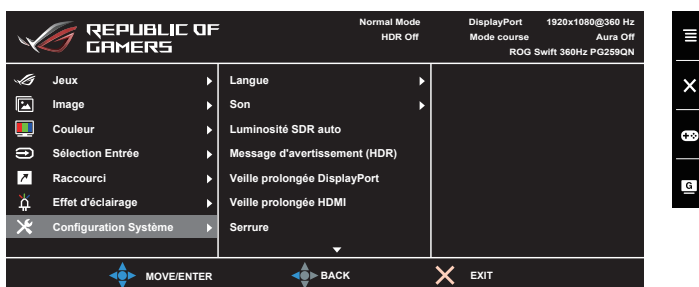 REPUBLIC OF
GAMERS
Normal Mode
HDR Off
DisplayPort 1920x1080@360 Hz
Mode course Aura Off
ROG Swift 360Hz PG259QN
Jeux
Image
Couleur
Sélection Entrée
Raccourci
Effet d'éclairage
Configuration Système
Langue
Son
Luminosité SDR auto
Message d'avertissement (HDR)
Veille prolongée DisplayPort
Veille prolongée HDMI
Serrure
MOVE/ENTER
BACK
EXIT
G